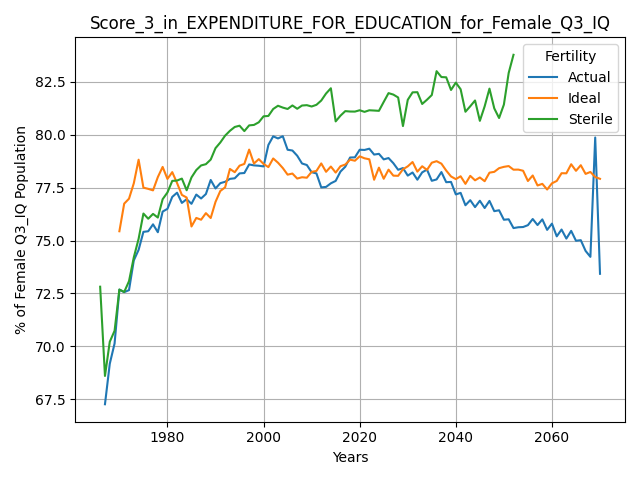 Score_3_in_EXPENDITURE_FOR_EDUCATION_for_Female_Q3_IQ
% of Female Q3_IQ Population
82.5
80.0
77.5
75.0
72.5
70.0
67.5
Fertility
Actual
Ideal
Sterile
1980
2000
2020
2040
2060
Years